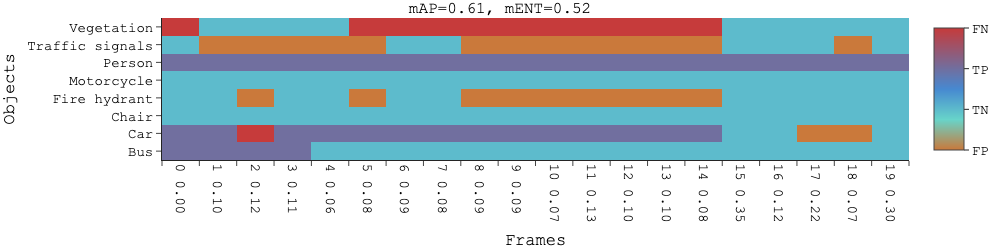 mAP=0.61, mENT=0.52
Objects
Vegetation
Traffic signals
Person
Motorcycle
Fire hydrant
Chair
Car
Bus
0 0.00
1 0.10
2 0.12
3 0.11
4 0.06
5 0.08
6 0.09
7 0.08
8 0.09
9 0.09
10 0.07
11 0.13
12 0.10
13 0.10
14 0.08
15 0.35
16 0.12
17 0.22
18 0.07
19 0.30
Frames
FN
TP
TN
FP